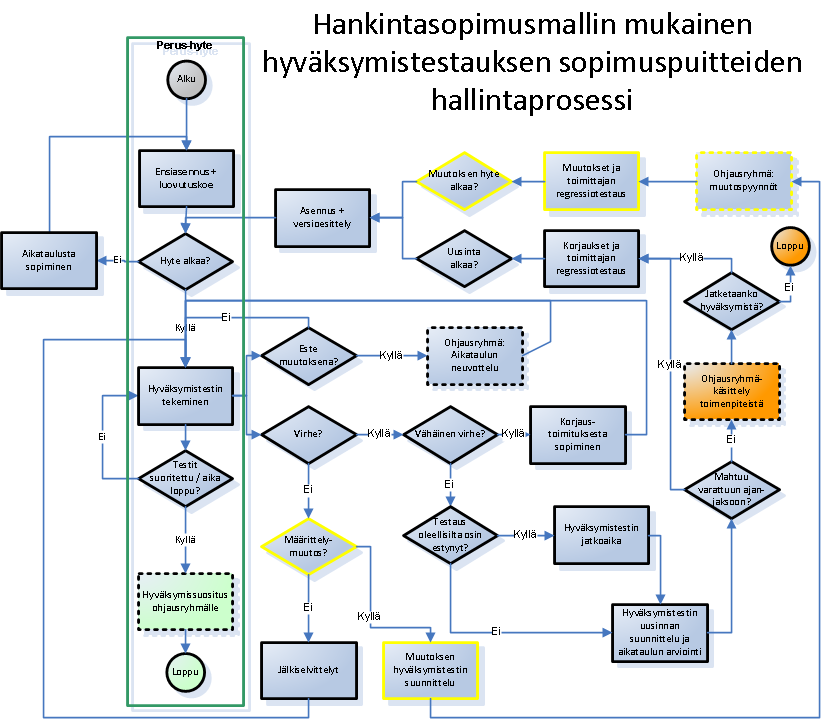 Hankintasopimusmallin mukainen
hyväksymistestauksen sopimuspuitteiden
hallintaprosessi
Perus-hyte
Alku
Ensiasennus +
luovutuskoe
Asennus +
versioesittely
Muutoksen hyte
alkaa?
Muutokset ja
toimittajan
regressiotestaus
Ohjausryhmä:
muutospyynnöt
Aikataulusta
sopiminen
Ei
Hyte alkaa?
Uusinta
alkaa?
Korjaukset ja
toimittajan
regressiotestaus
Kyllä
Loppu
Jatketaanko
hyväksymistä?
Ei
Kyllä
Ei
Este
muutoksena?
Kyllä
Ohjausryhmä:
Aikataulun
neuvottelu
Kyllä
Ohjausryhmä-
käsittely
toimenpiteistä
Hyväksymistestin
tekeminen
Ei
Virhe?
Kyllä
Vähäinen virhe?
Kyllä
Korjaus-
toimituksesta
sopiminen
Ei
Testit
suoritettu / aika
loppu?
Ei
Ei
Mahtuu
varattuun ajan-
jaksoon?
Kyllä
Määrittely-
muutos?
Testaus
oleellisilta osin
estynyt?
Kyllä
Hyväksymistestin
jatkoaika
Hyväksymissuositus
ohjausryhmälle
Ei
Kyllä
Ei
Hyväksymistestin
uusinnan
suunnittelu ja
aikataulun arviointi
Loppu
Jälkiselvittelyt
Muutoksen
hyväksymistestin
suunnittelu